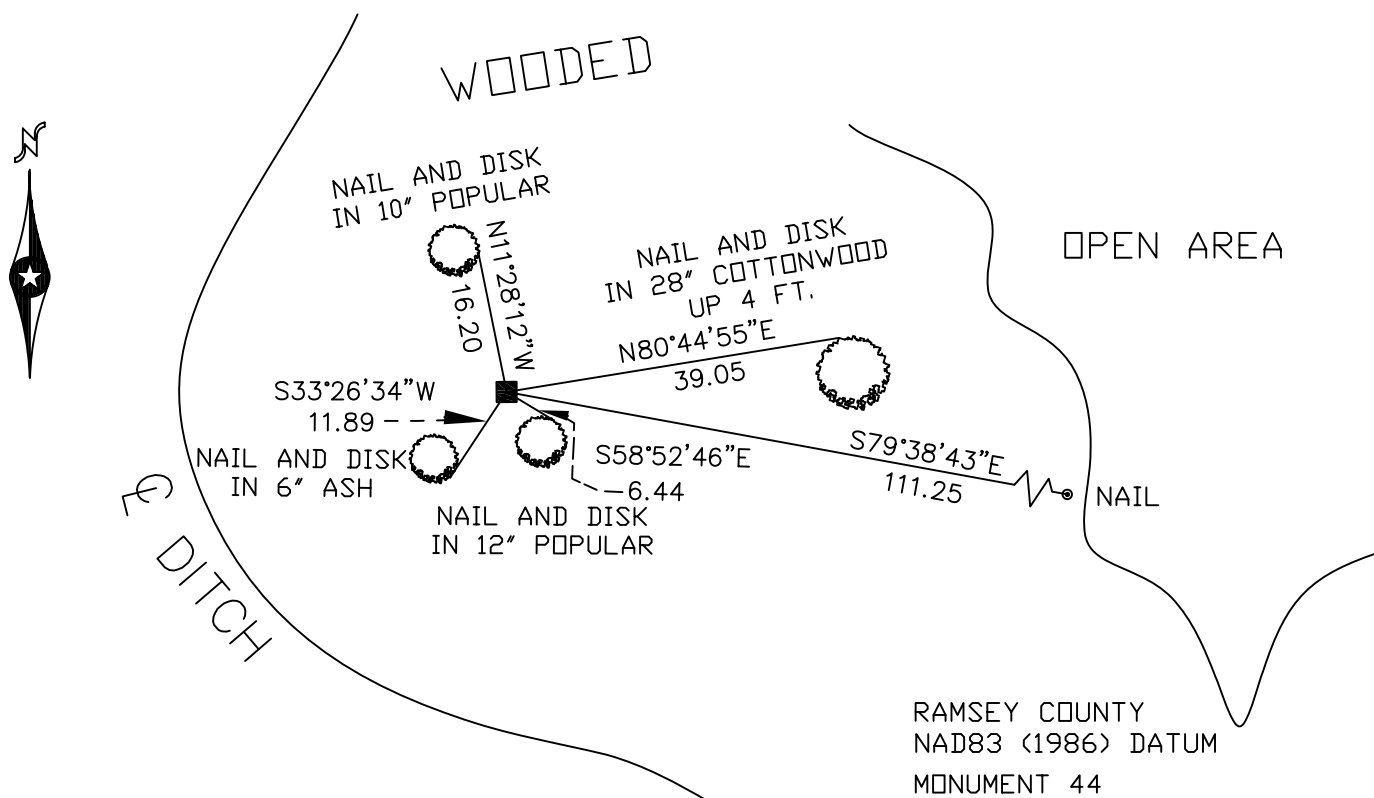 WOODED
N
NAIL AND DISK
IN 10" POPULAR
N11°28'12"W
16.20
NAIL AND DISK
IN 28" COTTONWOOD
UP 4 FT.
N80°44'55"E
39.05
OPEN AREA
S33°26'34"W
11.89
NAIL AND DISK
IN 6" ASH
S58°52'46"E
6.44
NAIL AND DISK
IN 12" POPULAR
S79°38'43"E
111.25
NAIL
℄ DITCH
RAMSEY COUNTY
NAD83 (1986) DATUM
MONUMENT 44